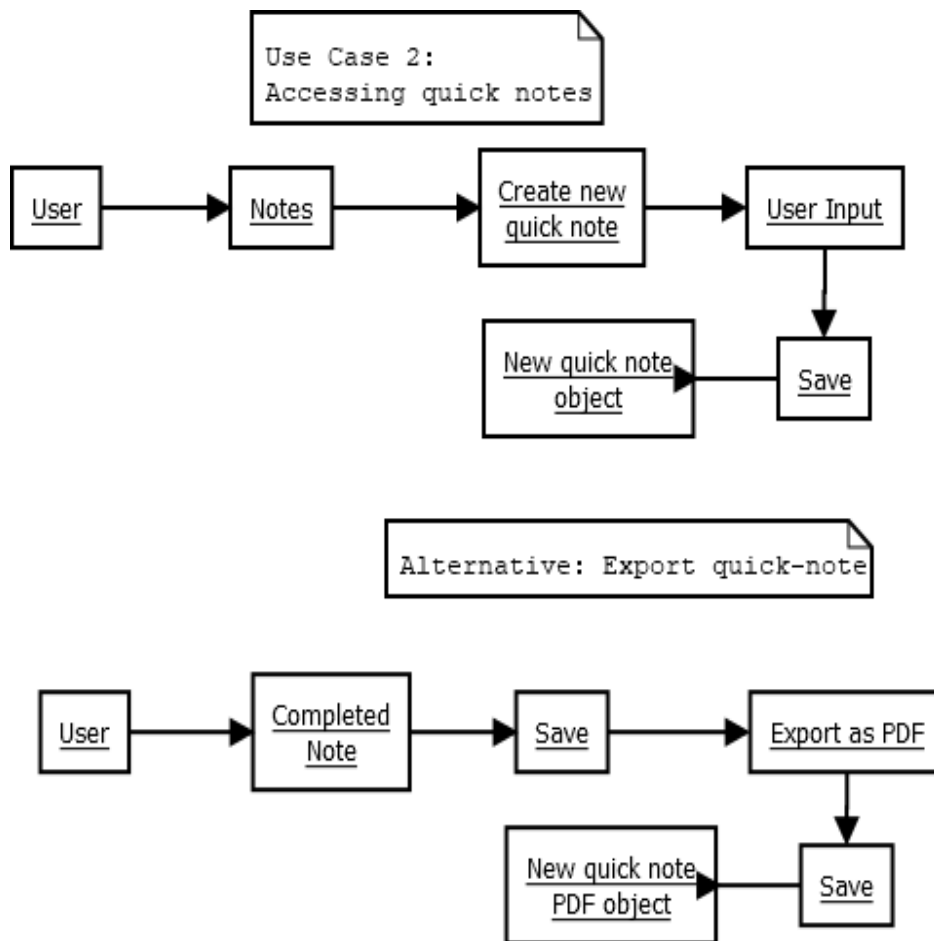 Use Case 2:
Accessing quick notes
User
Notes
Create new
quick note
User Input
New quick note
object
Save
Alternative: Export quick-note
User
Completed
Note
Save
Export as PDF
New quick note
PDF object
Save